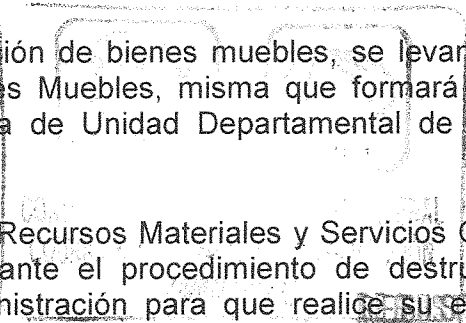 ión de bienes muebles, se levan
s Muebles, misma que formará
a de Unidad Departamental de
Recursos Materiales y Servicios
ante el procedimiento de destru
nistración para que realice su e